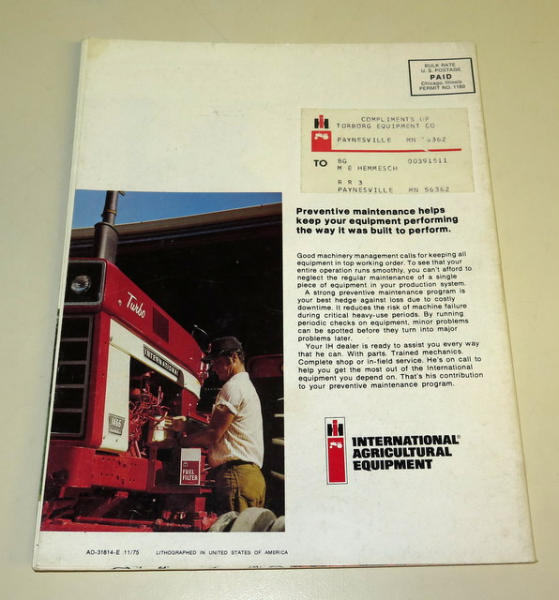 BULK RATE
U.S. POSTAGE
PAID
Chicago, Illinois
PERMIT NO. 1160
COMPLIMENTS OF
TORBORG EQUIPMENT CO
PAYNESVILLE MN 56362
TO
BG 00391511
M E HEMMESCH
R R 3
PAYNESVILLE MN 56362
Preventive maintenance helps
keep your equipment performing
the way it was built to perform.
Good machinery management calls for keeping all
equipment in top working order. To see that your
entire operation runs smoothly, you can't afford to
neglect the regular maintenance of a single
piece of equipment in your production system.
A strong preventive maintenance program is
your best hedge against loss due to costly
downtime. It reduces the risk of machine failure
during critical heavy-use periods. By running
periodic checks on equipment, minor problems
can be spotted before they turn into major
problems later.
Your IH dealer is ready to assist you every way
that he can. With parts. Trained mechanics.
Complete shop or in-field service. He's on call to
help you get the most out of the International
equipment you depend on. That's his contribution
to your preventive maintenance program.
Turbo
INTERNATIONAL
1466
FUEL
FILTER
IH
INTERNATIONAL®
AGRICULTURAL
EQUIPMENT
AD-31814-E 11/75 LITHOGRAPHED IN UNITED STATES OF AMERICA